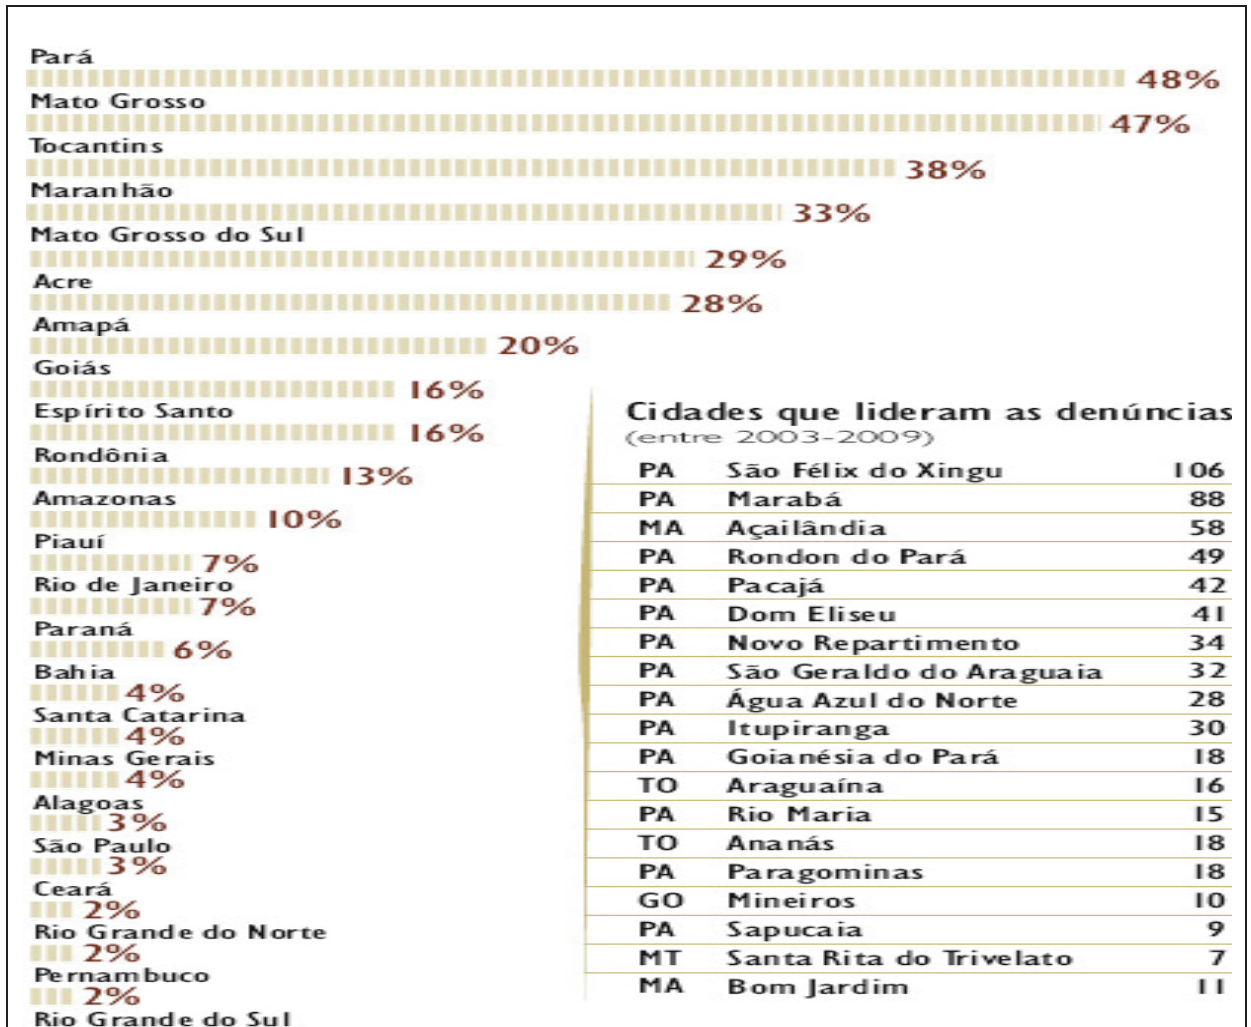 Pará
48%
Mato Grosso
47%
Tocantins
38%
Maranhão
33%
Mato Grosso do Sul
29%
Acre
28%
Amapá
20%
Goiás
16%
Espírito Santo
16%
Rondônia
13%
Amazonas
10%
Piauí
7%
Rio de Janeiro
7%
Paraná
6%
Bahia
4%
Santa Catarina
4%
Minas Gerais
4%
Alagoas
3%
São Paulo
3%
Ceará
2%
Rio Grande do Norte
2%
Pernambuco
2%
Rio Grande do Sul
Cidades que lideram as denúncias
(entre 2003-2009)
PA São Félix do Xingu 106
PA Marabá 88
MA Açailândia 58
PA Rondon do Pará 49
PA Pacajá 42
PA Dom Eliseu 41
PA Novo Repartimento 34
PA São Geraldo do Araguaia 32
PA Água Azul do Norte 28
PA Itupiranga 30
PA Goianésia do Pará 18
TO Araguaína 16
PA Rio Maria 15
TO Ananás 18
PA Paragominas 18
GO Mineiros 10
PA Sapucaia 9
MT Santa Rita do Trivelato 7
MA Bom Jardim 11